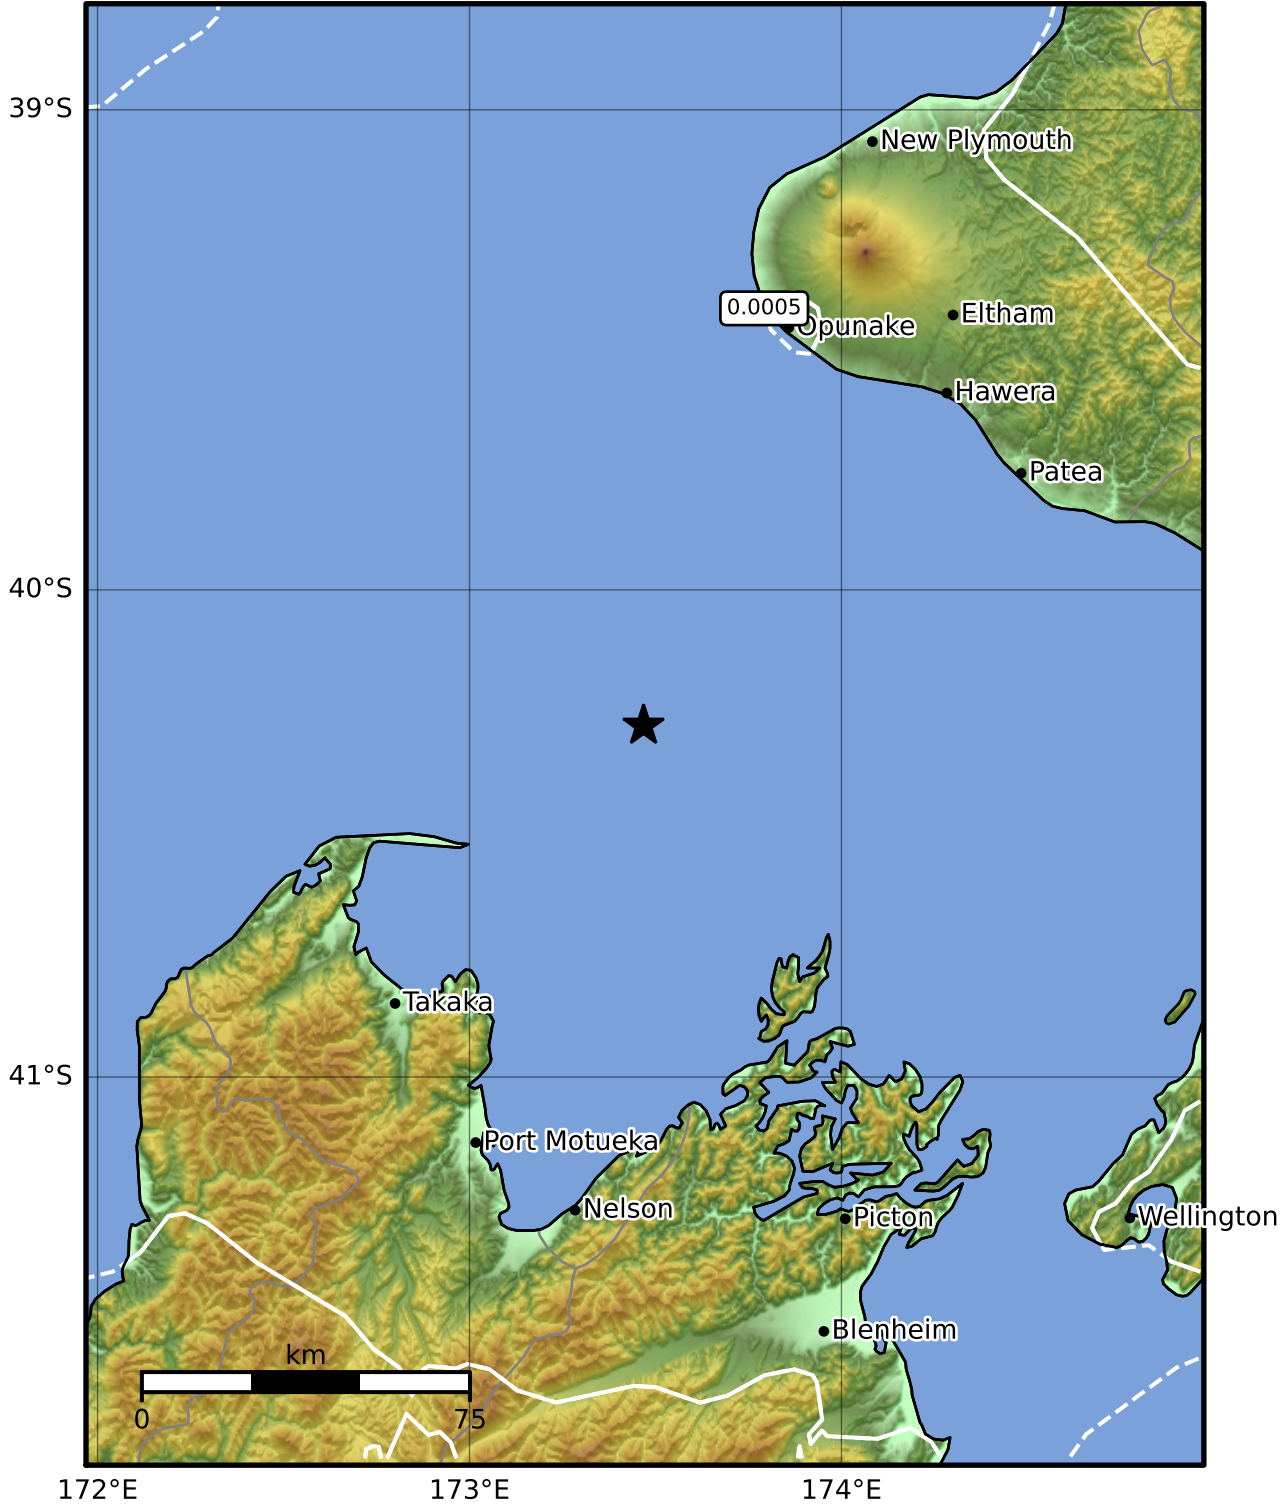 39°S
New Plymouth
0.0005
Opunake
Eltham
Hawera
Patea
40°S
Takaka
41°S
Port Motueka
Nelson
Picton
Wellington
Blenheim
km
0
75
172°E
173°E
174°E